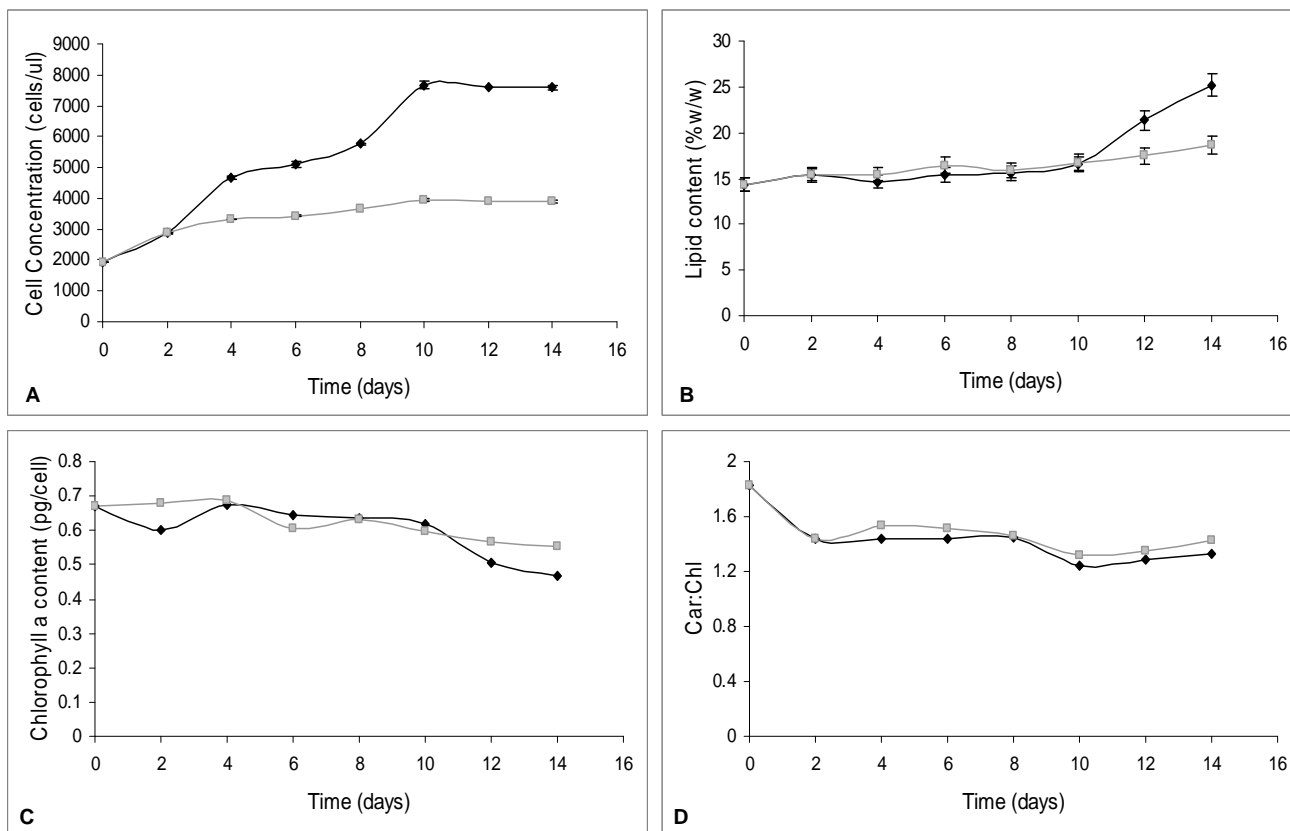 Cell Concentration (cells/ul)
9000
8000
7000
6000
5000
4000
3000
2000
1000
0
0 2 4 6 8 10 12 14 16
Time (days)
A
Lipid content (%w/w)
30
25
20
15
10
5
0
0 2 4 6 8 10 12 14 16
Time (days)
B
Chlorophyll a content (pg/cell)
0.8
0.7
0.6
0.5
0.4
0.3
0.2
0.1
0
0 2 4 6 8 10 12 14 16
Time (days)
C
Car:Chl
2
1.6
1.2
0.8
0.4
0
0 2 4 6 8 10 12 14 16
Time (days)
D